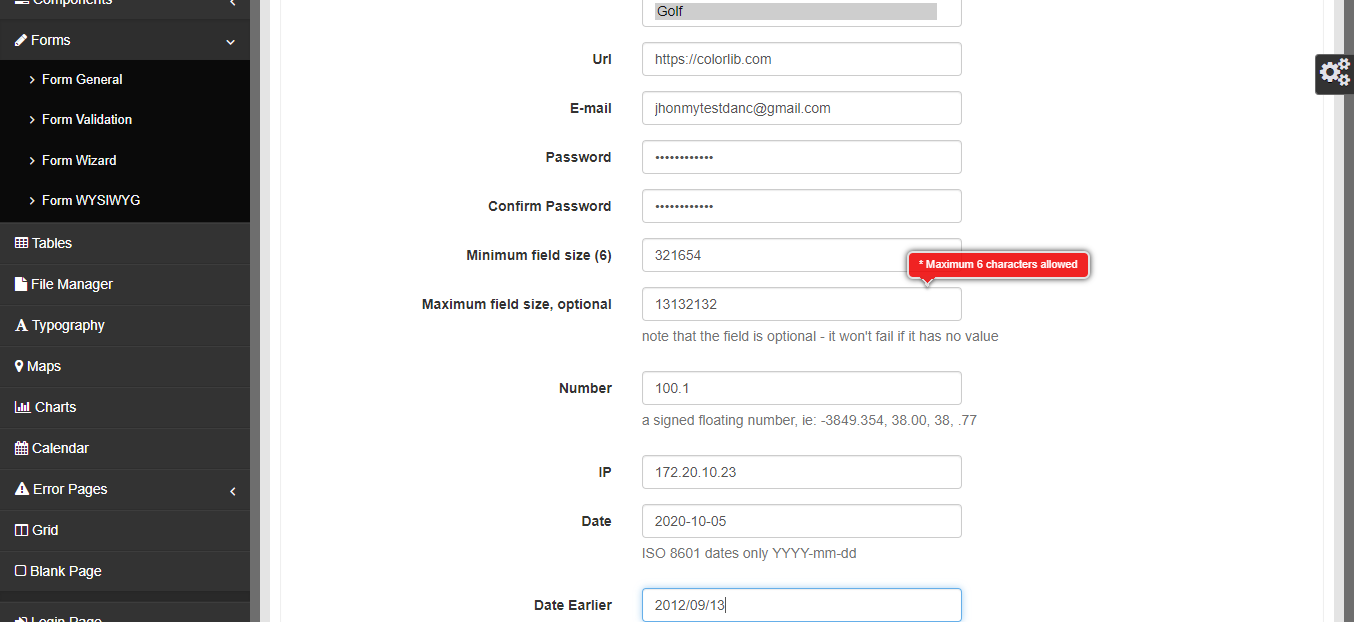 Components
Forms
Form General
Form Validation
Form Wizard
Form WYSIWYG
Tables
File Manager
Typography
Maps
Charts
Calendar
Error Pages
Grid
Blank Page
Login Page
Golf
Url https://colorlib.com
E-mail jhonmytestdanc@gmail.com
Password ••••••••••••
Confirm Password ••••••••••••
Minimum field size (6) 321654
* Maximum 6 characters allowed
Maximum field size, optional 13132132
note that the field is optional - it won't fail if it has no value
Number 100.1
a signed floating number, ie: -3849.354, 38.00, 38, .77
IP 172.20.10.23
Date 2020-10-05
ISO 8601 dates only YYYY-mm-dd
Date Earlier 2012/09/13